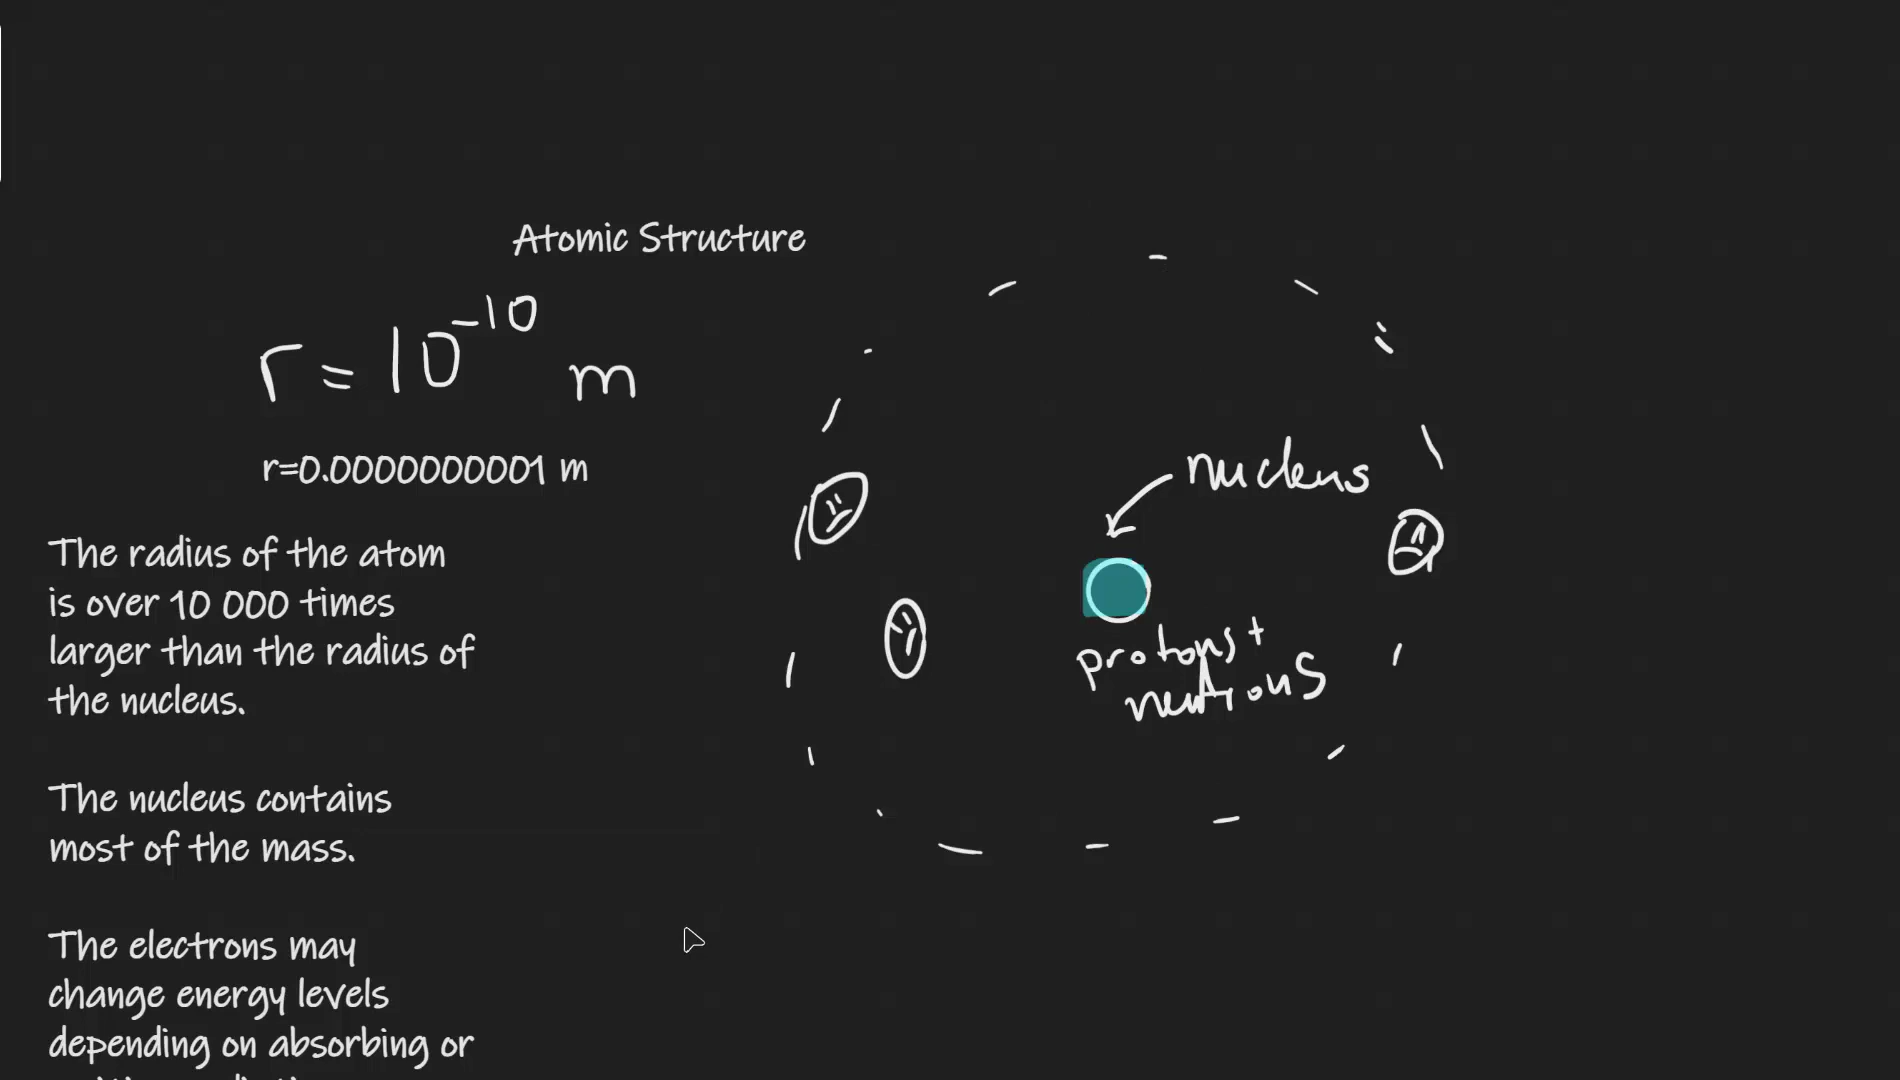 Atomic Structure
r = 10⁻¹⁰ m
r=0.0000000001 m
The radius of the atom
is over 10 000 times
larger than the radius of
the nucleus.
The nucleus contains
most of the mass.
The electrons may
change energy levels
depending on absorbing or
nucleus
protons +
neutrons